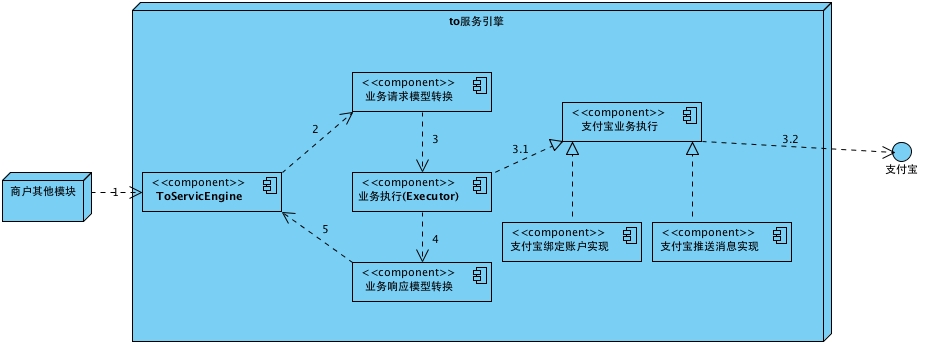 to服务引擎
<<component>>
业务请求模型转换
<<component>>
支付宝业务执行
2
3
3.1
3.2
支付宝
商户其他模块
1
<<component>>
ToServicEngine
<<component>>
业务执行(Executor)
5
4
<<component>>
支付宝绑定账户实现
<<component>>
支付宝推送消息实现
<<component>>
业务响应模型转换